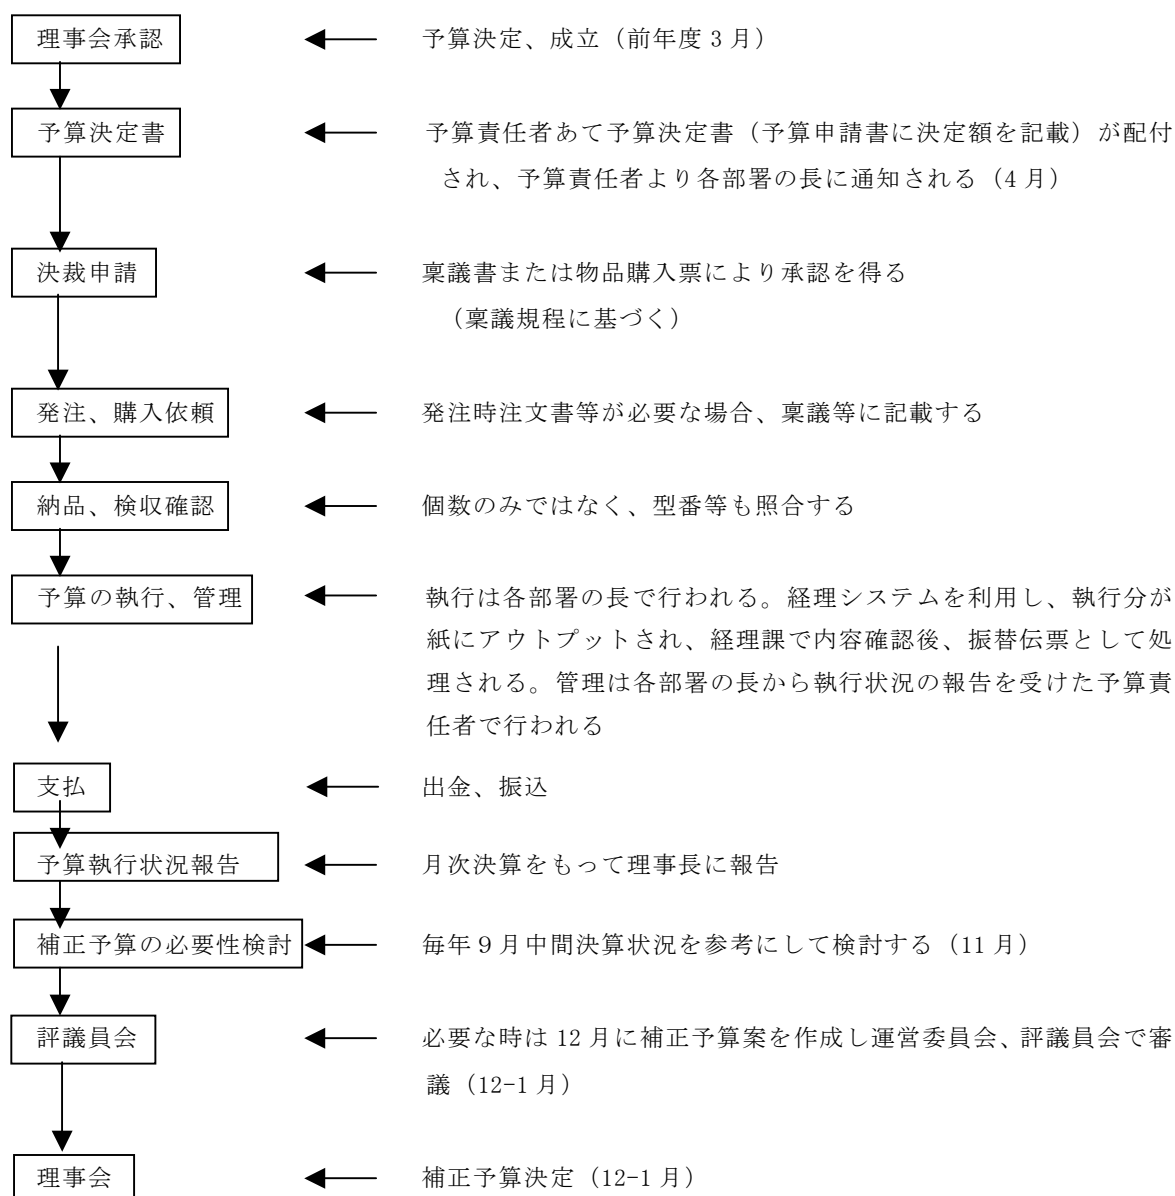 理事会承認
予算決定、成立（前年度 3 月）
予算決定書
予算責任者あて予算決定書（予算申請書に決定額を記載）が配付
され、予算責任者より各部署の長に通知される（4 月）
決裁申請
稟議書または物品購入票により承認を得る
（稟議規程に基づく）
発注、購入依頼
発注時注文書等が必要な場合、稟議等に記載する
納品、検収確認
個数のみではなく、型番等も照合する
予算の執行、管理
執行は各部署の長で行われる。経理システムを利用し、執行分が
紙にアウトプットされ、経理課で内容確認後、振替伝票として処
理される。管理は各部署の長から執行状況の報告を受けた予算責
任者で行われる
支払
出金、振込
予算執行状況報告
月次決算をもって理事長に報告
補正予算の必要性検討
毎年９月中間決算状況を参考にして検討する（11 月）
評議員会
必要な時は 12 月に補正予算案を作成し運営委員会、評議員会で審
議（12-1 月）
理事会
補正予算決定（12-1 月）